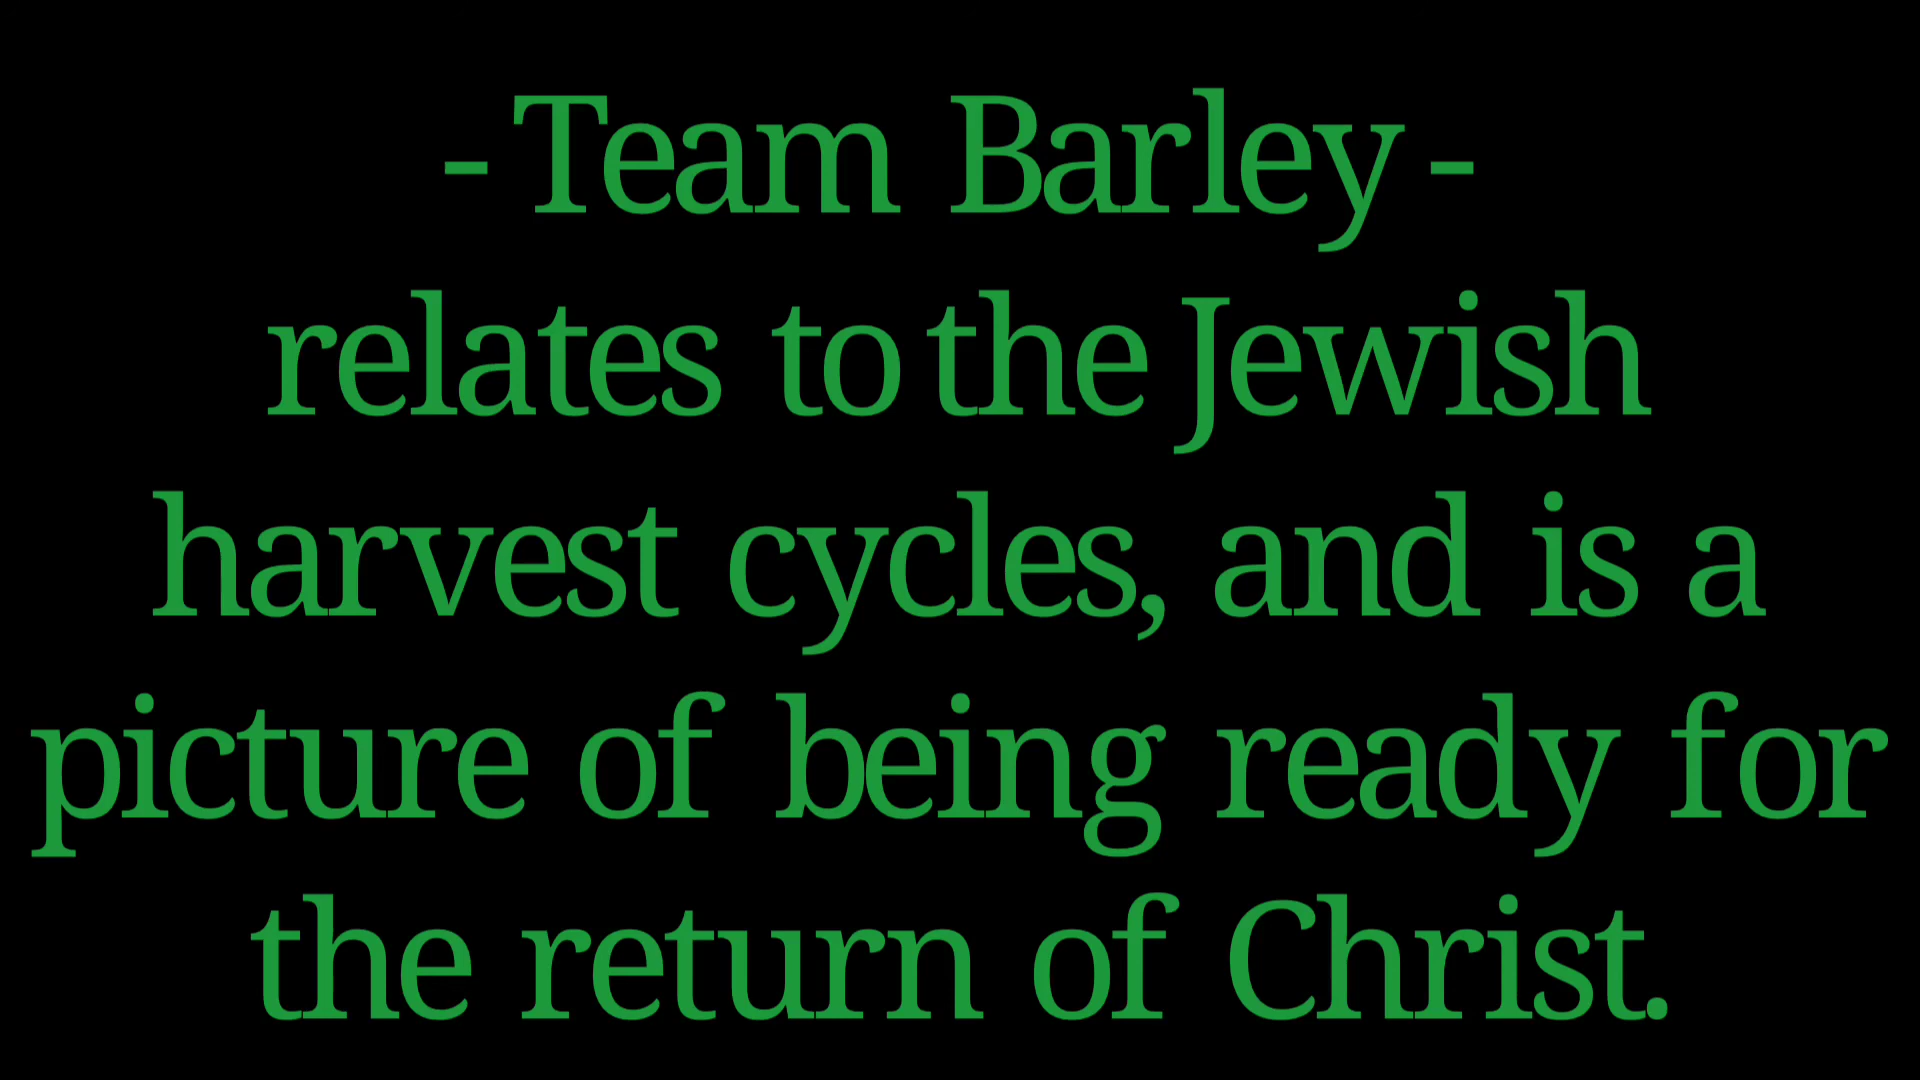 - Team Barley -
relates to the Jewish
harvest cycles, and is a
picture of being ready for
the return of Christ.